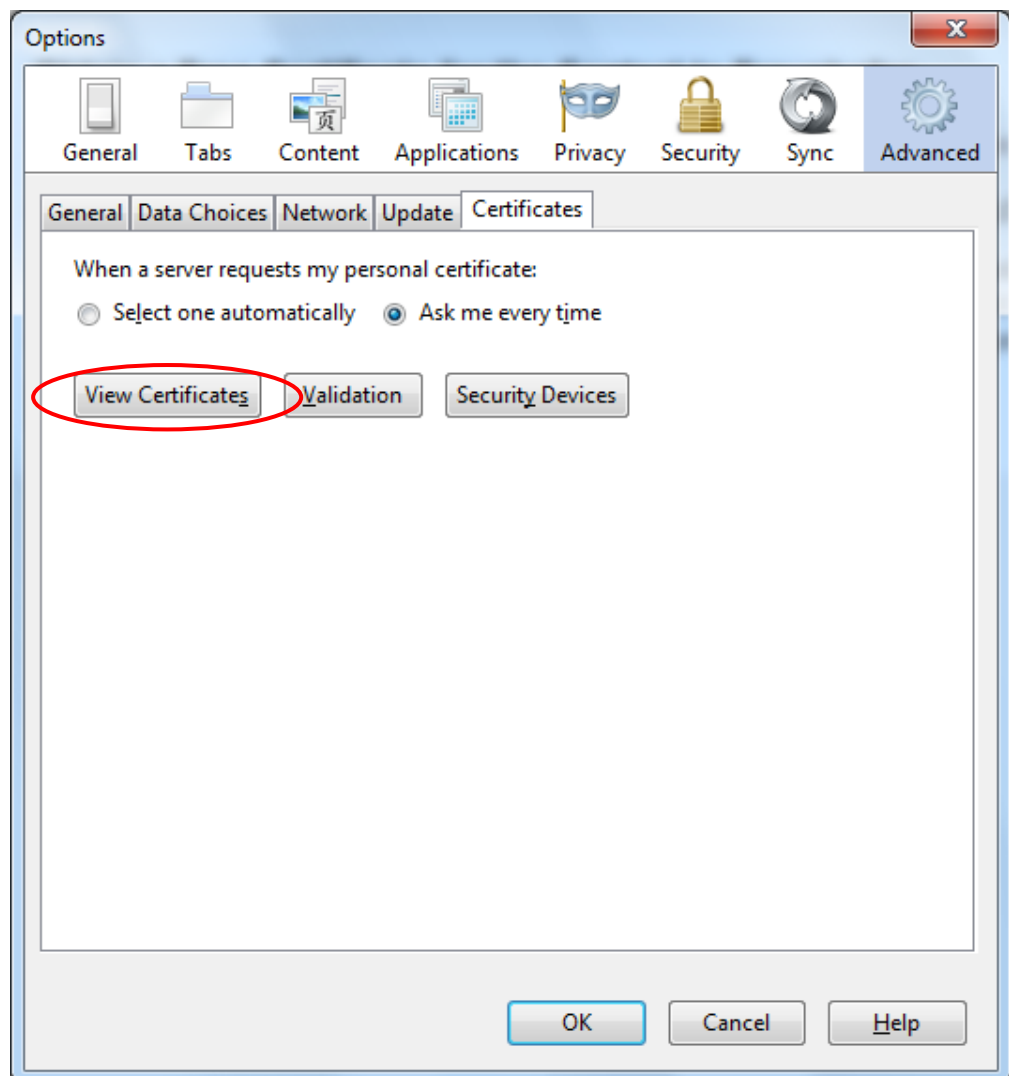 Options
x
页
General Tabs Content Applications Privacy Security Sync Advanced
General Data Choices Network Update Certificates
When a server requests my personal certificate:
Select one automatically Ask me every time
View Certificates Validation Security Devices
OK Cancel Help